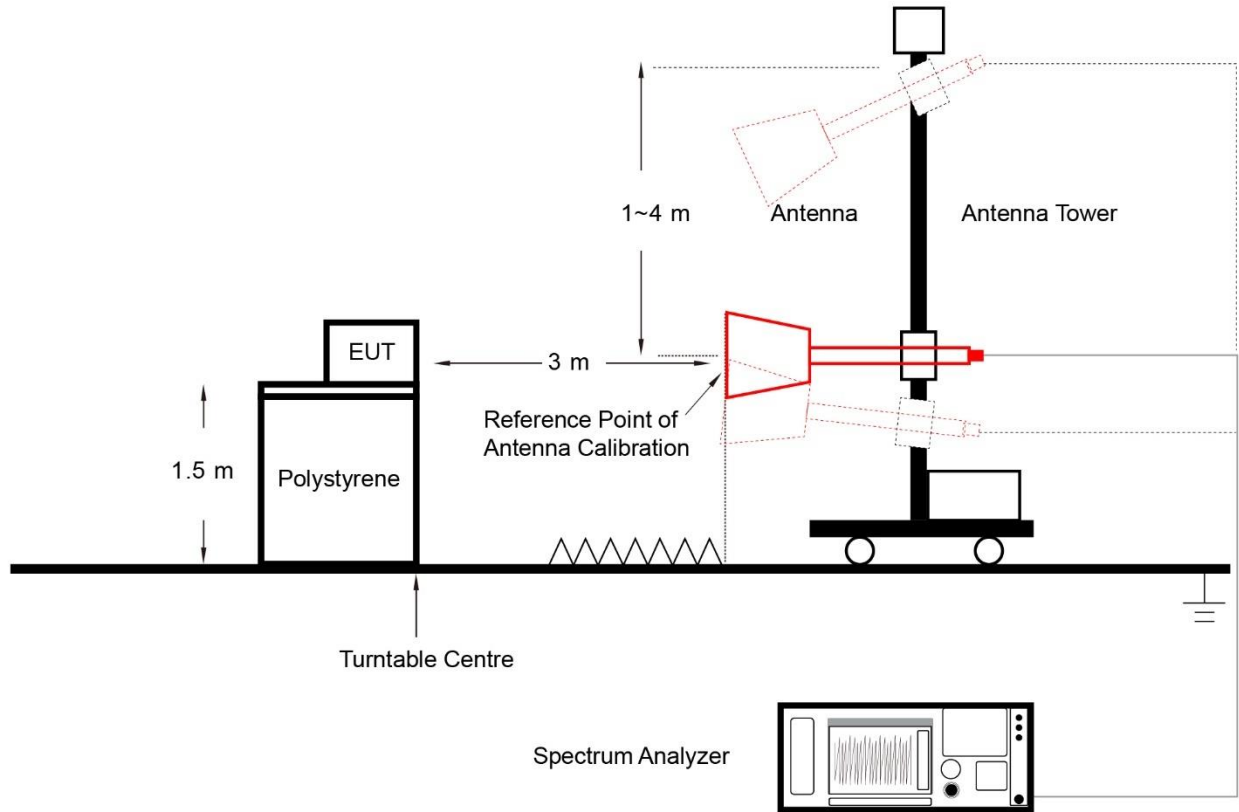 1~4 m
Antenna
Antenna Tower
EUT
3 m
Reference Point of
Antenna Calibration
1.5 m
Polystyrene
Turntable Centre
Spectrum Analyzer